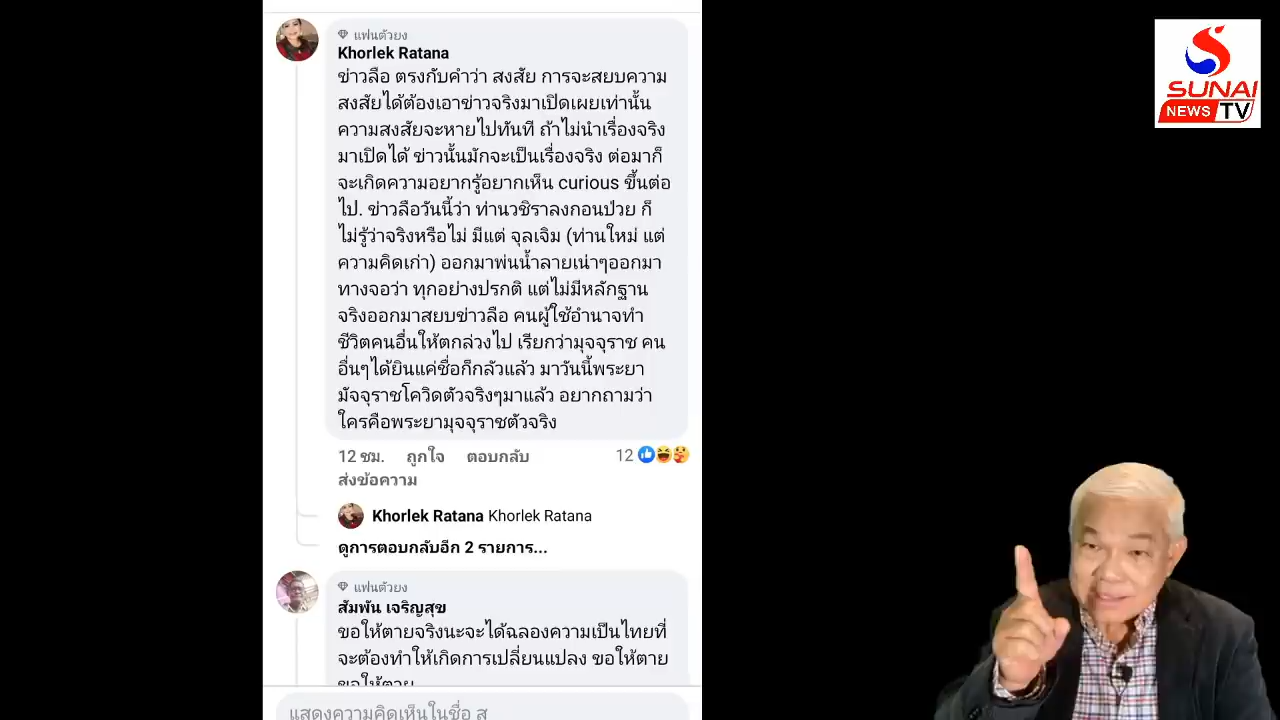 แฟนตัวยง
Khorlek Ratana
ข่าวลือ ตรงกับคำว่า สงสัย การจะสยบความ
สงสัยได้ต้องเอาข่าวจริงมาเปิดเผยเท่านั้น
ความสงสัยจะหายไปทันที ถ้าไม่นำเรื่องจริง
มาเปิดได้ ข่าวนั้นมักจะเป็นเรื่องจริง ต่อมาก็
จะเกิดความอยากรู้อยากเห็น curious ขึ้นต่อ
ไป. ข่าวลือวันนี้ว่า ท่านวชิราลงกอนป่วย ก็
ไม่รู้ว่าจริงหรือไม่ มีแต่ จุลเจิม (ท่านใหม่ แต่
ความคิดเก่า) ออกมาพ่นน้ำลายเน่าๆออกมา
ทางจอว่า ทุกอย่างปรกติ แต่ไม่มีหลักฐาน
จริงออกมาสยบข่าวลือ คนผู้ใช้อำนาจทำ
ชีวิตคนอื่นให้ตกล่วงไป เรียกว่ามุจจุราช คน
อื่นๆได้ยินแค่ชื่อก็กลัวแล้ว มาวันนี้พระยา
มัจจุราชโควิดตัวจริงๆมาแล้ว อยากถามว่า
ใครคือพระยามุจจุราชตัวจริง
12 ชม. ถูกใจ ตอบกลับ 12
ส่งข้อความ
Khorlek Ratana Khorlek Ratana
ดูการตอบกลับอีก 2 รายการ...
แฟนตัวยง
สัมพัน เจริญสุข
ขอให้ตายจริงนะจะได้ฉลองความเป็นไทยที่
จะต้องทำให้เกิดการเปลี่ยนแปลง ขอให้ตาย
ขอให้ตาย
แสดงความคิดเห็นในชื่อ ส
SUNAI
NEWS TV